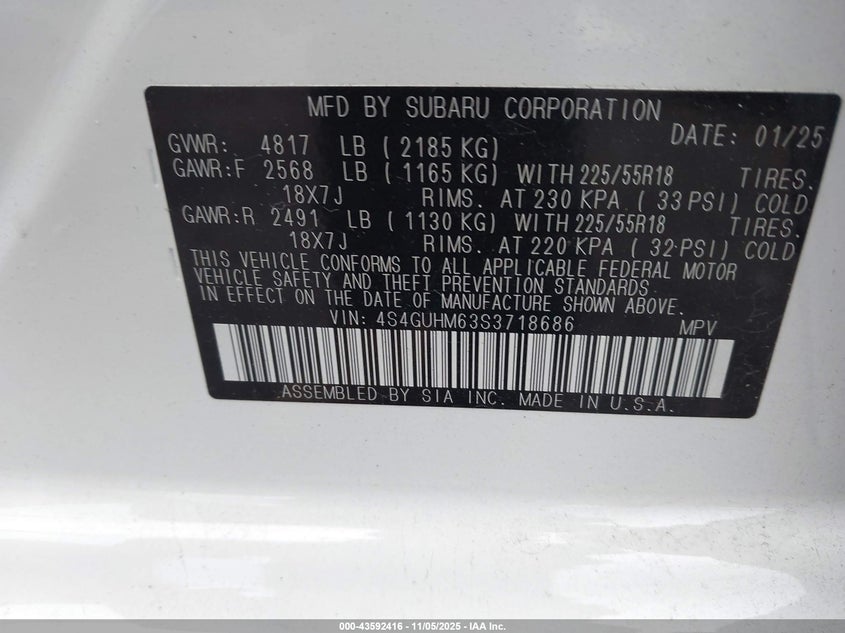 MFD BY SUBARU CORPORATION
DATE: 01/25
GVWR: 4817 LB ( 2185 KG)
GAWR:F 2568 LB ( 1165 KG) WITH 225/55R18 TIRES.
18X7J RIMS. AT 230 KPA ( 33 PSI) COLD
GAWR:R 2491 LB ( 1130 KG) WITH 225/55R18 TIRES.
18X7J RIMS. AT 220 KPA ( 32 PSI) COLD
THIS VEHICLE CONFORMS TO ALL APPLICABLE FEDERAL MOTOR
VEHICLE SAFETY AND THEFT PREVENTION STANDARDS
IN EFFECT ON THE DATE OF MANUFACTURE SHOWN ABOVE.
VIN: 4S4GUHM63S3718686 MPV
ASSEMBLED BY SIA INC. MADE IN U.S.A.
000-43592416 - 11/05/2025 - IAA Inc.